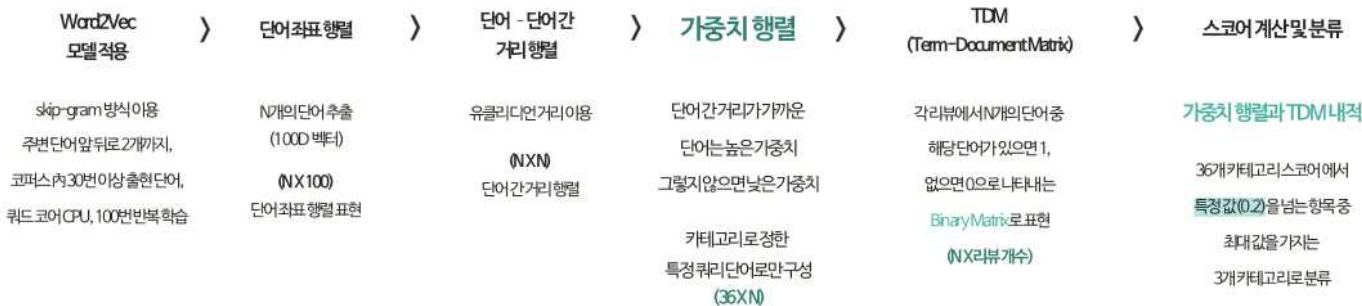 Word2Vec
모델 적용
skip-gram 방식 이용
주변 단어 앞 뒤로 2개까지,
코퍼스 內 30번 이상 출현 단어,
쿼드 코어 CPU, 100번 반복 학습
>
단어 좌표 행렬
N개의 단어 추출
(100D 벡터)
(N X 100)
단어 좌표 행렬 표현
>
단어 - 단어 간
거리 행렬
유클리디언 거리 이용
(N X N)
단어 간 거리 행렬
>
가중치 행렬
단어 간 거리가 가까운
단어는 높은 가중치
그렇지 않으면 낮은 가중치
카테고리로 정한
특정 쿼리 단어로만 구성
(36 X N)
>
TDM
(Term-Document Matrix)
각 리뷰에서 N개의 단어 중
해당 단어가 있으면 1,
없으면 0으로 나타내는
Binary Matrix로 표현
(N X 리뷰 개수)
>
스코어 계산 및 분류
가중치 행렬과 TDM 내적
36개 카테고리 스코어에서
특정 값(0.2)을 넘는 항목 중
최대 값을 가지는
3개 카테고리로 분류